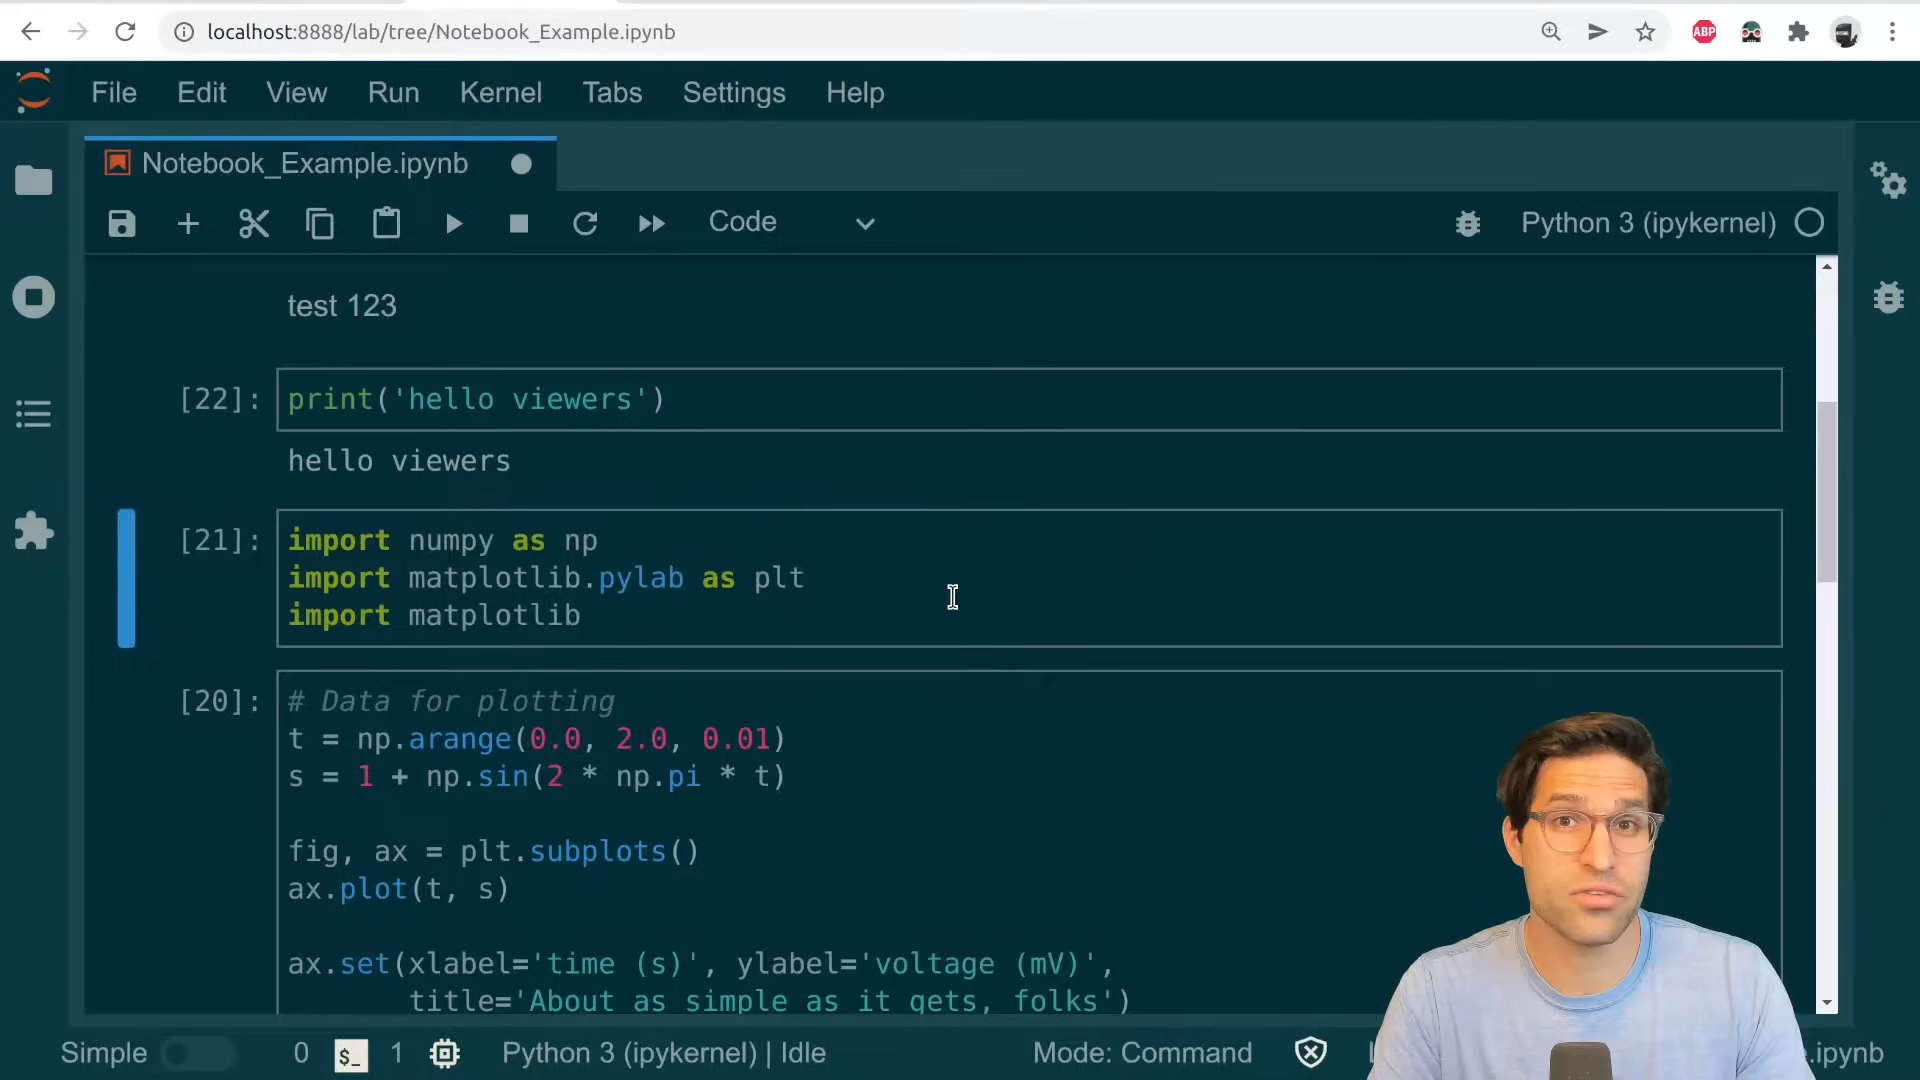 localhost:8888/lab/tree/Notebook_Example.ipynb
ABP
File Edit View Run Kernel Tabs Settings Help
Notebook_Example.ipynb
Code
Python 3 (ipykernel)
test 123
[22]: print('hello viewers')
hello viewers
[21]: import numpy as np
import matplotlib.pylab as plt
import matplotlib
[20]: # Data for plotting
t = np.arange(0.0, 2.0, 0.01)
s = 1 + np.sin(2 * np.pi * t)
fig, ax = plt.subplots()
ax.plot(t, s)
ax.set(xlabel='time (s)', ylabel='voltage (mV)',
title='About as simple as it gets, folks')
Simple 0 $_ 1 Python 3 (ipykernel) | Idle Mode: Command .ipynb